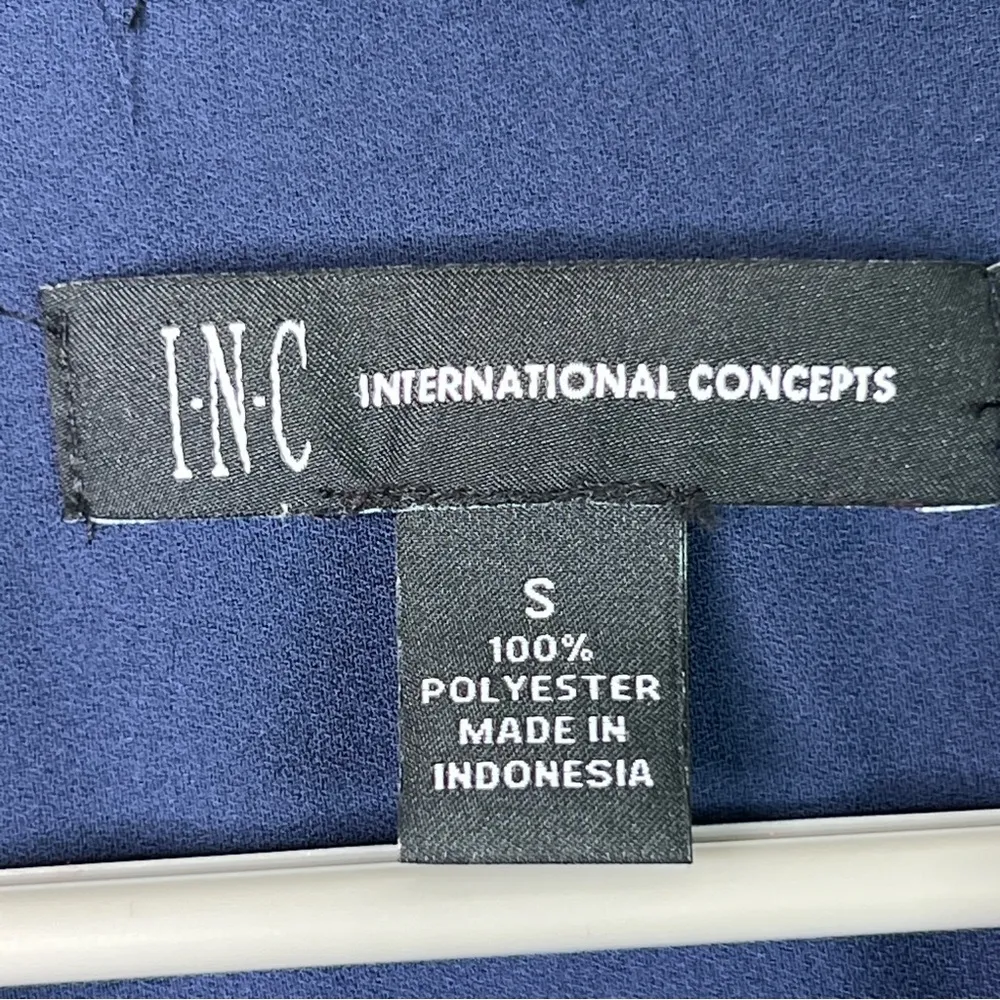 I·N·C INTERNATIONAL CONCEPTS
S
100%
POLYESTER
MADE IN
INDONESIA